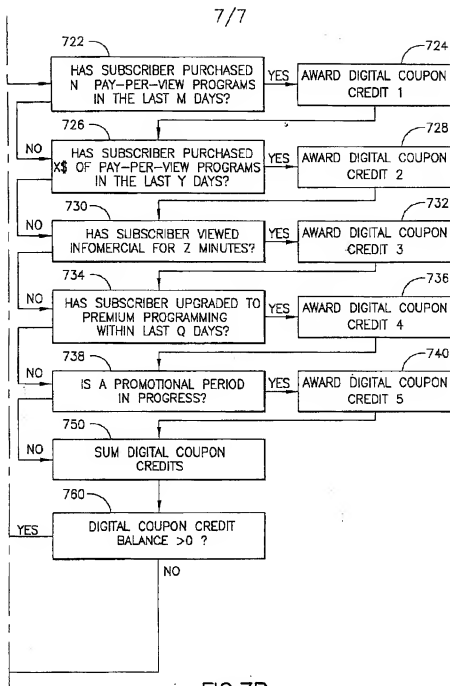 7/7
722
HAS SUBSCRIBER PURCHASED
N PAY-PER-VIEW PROGRAMS
IN THE LAST M DAYS?
YES
724
AWARD DIGITAL COUPON
CREDIT 1
NO
726
HAS SUBSCRIBER PURCHASED
X$ OF PAY-PER-VIEW PROGRAMS
IN THE LAST Y DAYS?
YES
728
AWARD DIGITAL COUPON
CREDIT 2
NO
730
HAS SUBSCRIBER VIEWED
INFOMERCIAL FOR Z MINUTES?
YES
732
AWARD DIGITAL COUPON
CREDIT 3
NO
734
HAS SUBSCRIBER UPGRADED TO
PREMIUM PROGRAMMING
WITHIN LAST Q DAYS?
YES
736
AWARD DIGITAL COUPON
CREDIT 4
NO
738
IS A PROMOTIONAL PERIOD
IN PROGRESS?
YES
740
AWARD DIGITAL COUPON
CREDIT 5
NO
750
SUM DIGITAL COUPON
CREDITS
760
DIGITAL COUPON CREDIT
BALANCE >0 ?
YES
NO